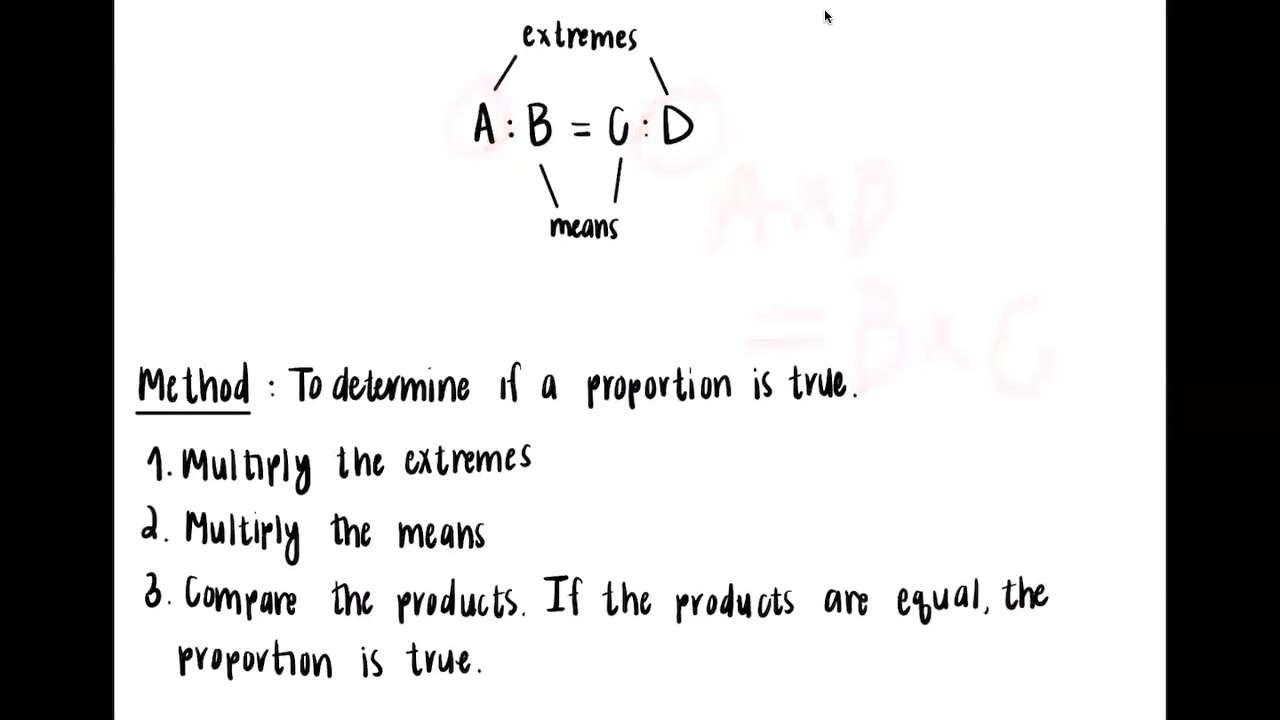 extremes
A : B = C : D
means
A × D
= B × C
Method : To determine if a proportion is true.
1. Multiply the extremes
2. Multiply the means
3. Compare the products. If the products are equal, the
proportion is true.